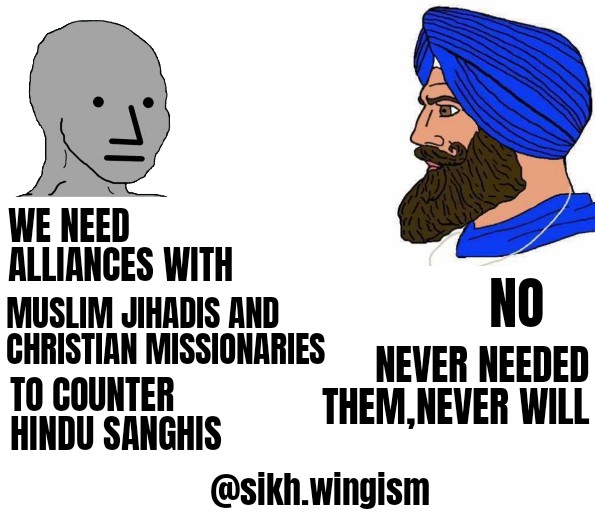 WE NEED
ALLIANCES WITH
MUSLIM JIHADIS AND
CHRISTIAN MISSIONARIES
TO COUNTER
HINDU SANGHIS
NO
NEVER NEEDED
THEM,NEVER WILL
@sikh.wingism